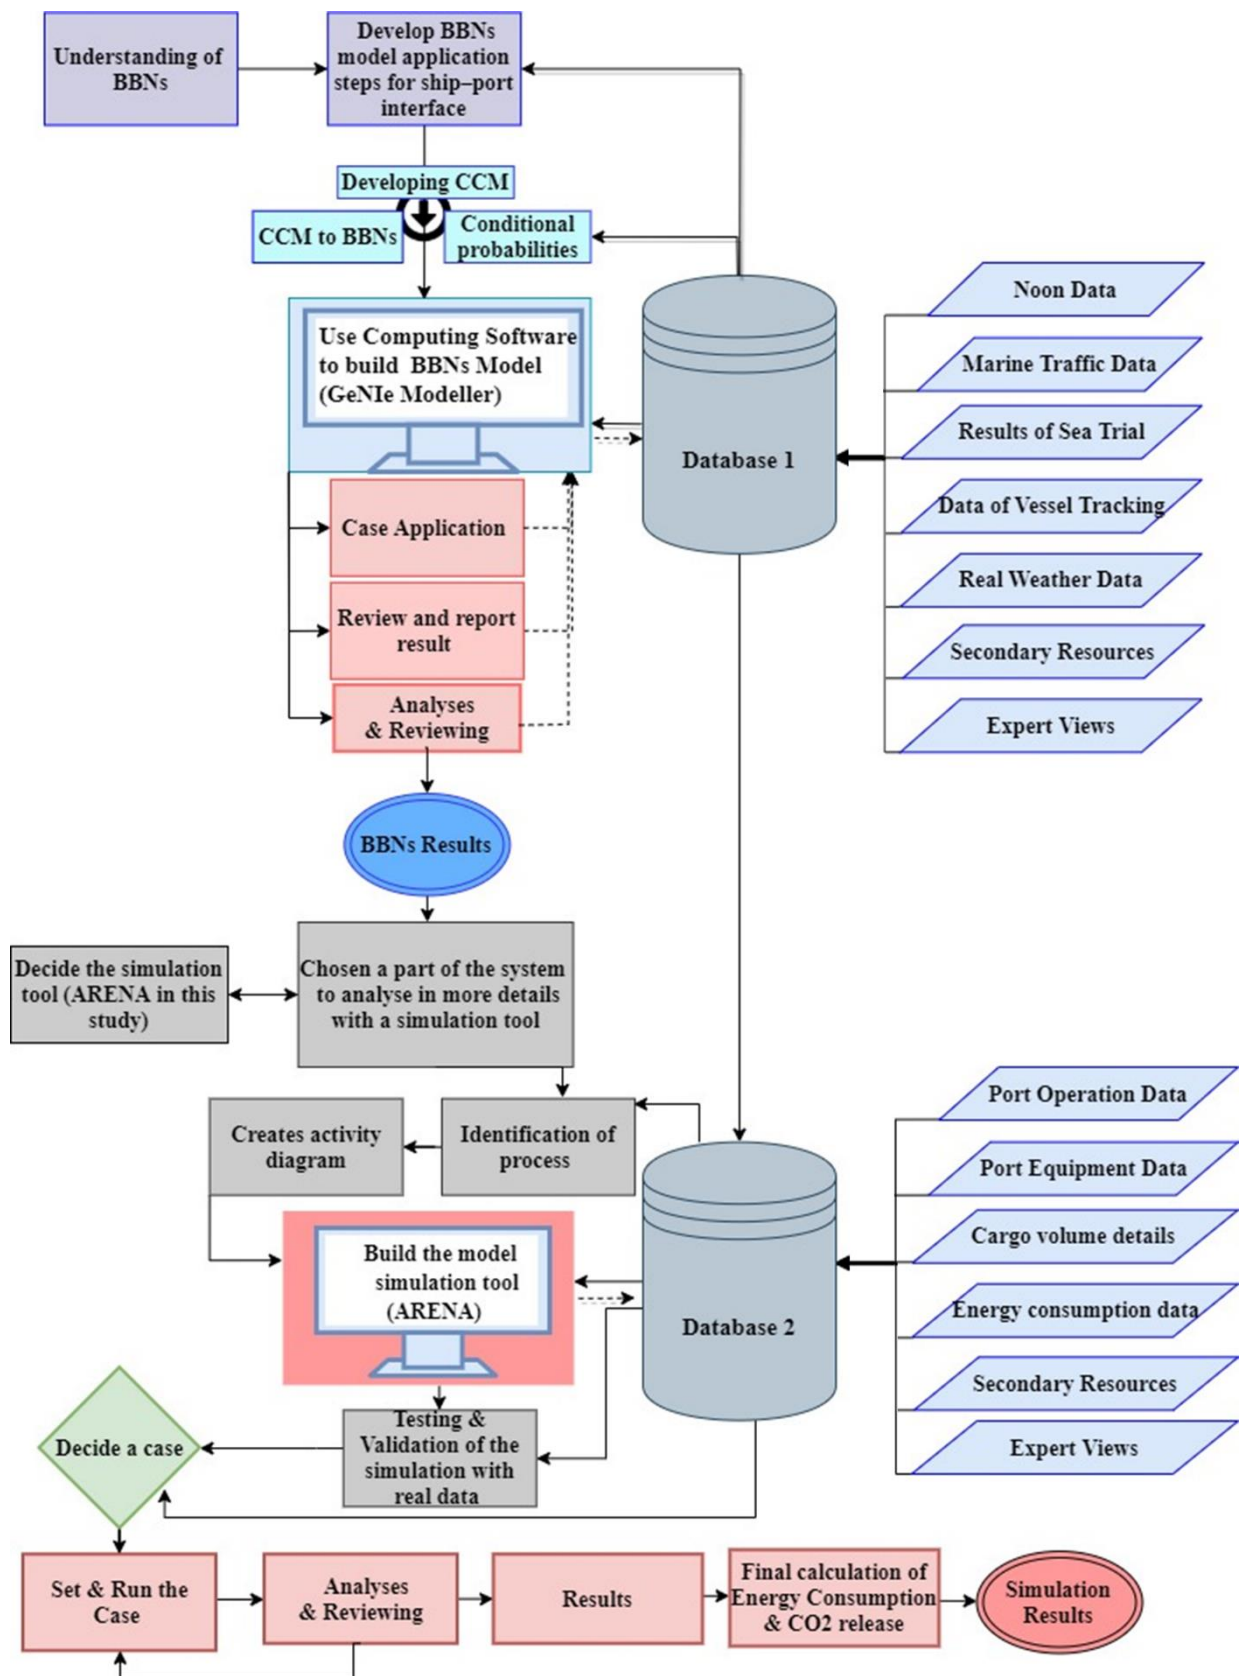 Understanding of
BBNs
Develop BBNs
model application
steps for ship–port
interface
Developing CCM
CCM to BBNs
Conditional
probabilities
Use Computing Software
to build BBNs Model
(GeNIe Modeller)
Database 1
Noon Data
Marine Traffic Data
Results of Sea Trial
Data of Vessel Tracking
Real Weather Data
Secondary Resources
Expert Views
Case Application
Review and report
result
Analyses
& Reviewing
BBNs Results
Decide the simulation
tool (ARENA in this
study)
Chosen a part of the system
to analyse in more details
with a simulation tool
Creates activity
diagram
Identification of
process
Build the model
simulation tool
(ARENA)
Database 2
Port Operation Data
Port Equipment Data
Cargo volume details
Energy consumption data
Secondary Resources
Expert Views
Testing &
Validation of the
simulation with
real data
Decide a case
Set & Run the
Case
Analyses
& Reviewing
Results
Final calculation of
Energy Consumption
& CO2 release
Simulation
Results